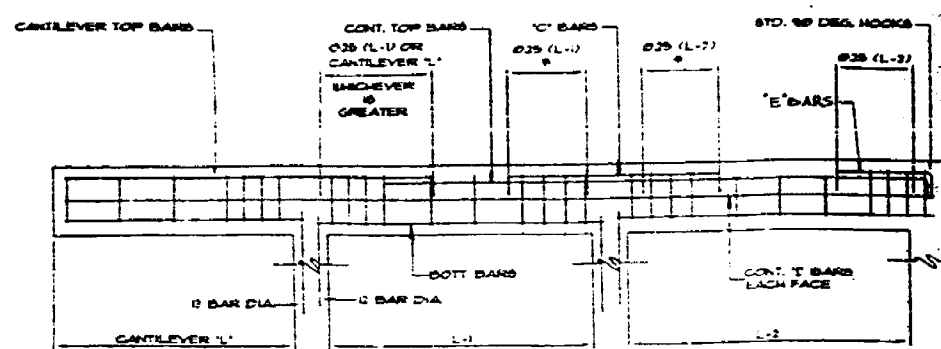 CANTILEVER TOP BARS
CONT. TOP BARS
"C" BARS
STD. 90 DEG. HOOKS
0.25 (L-1) OR
CANTILEVER "L"
WHICHEVER
IS
GREATER
0.25 (L-1)
*
0.25 (L-2)
*
0.25 (L-2)
"E" BARS
BOTT BARS
CONT. "I" BARS
EACH FACE
12 BAR DIA.
12 BAR DIA.
CANTILEVER "L"
L-1
L-2